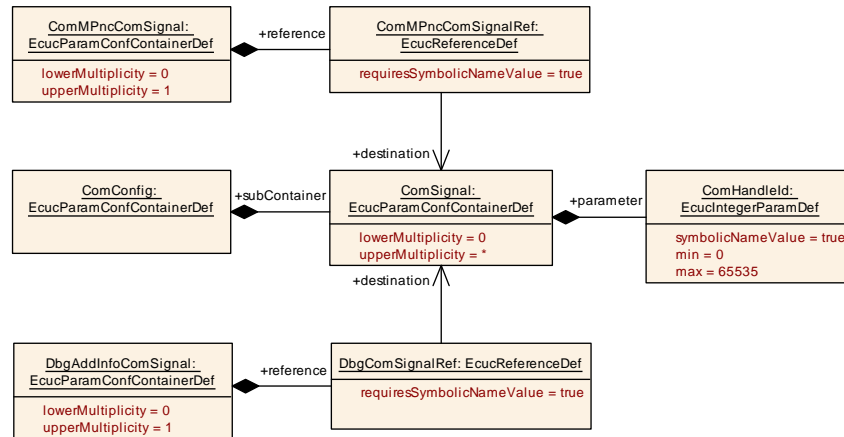 ComMPncComSignal:
EcucParamConfContainerDef
lowerMultiplicity = 0
upperMultiplicity = 1
+reference
ComMPncComSignalRef:
EcucReferenceDef
requiresSymbolicNameValue = true
+destination
ComConfig:
EcucParamConfContainerDef
+subContainer
ComSignal:
EcucParamConfContainerDef
lowerMultiplicity = 0
upperMultiplicity = *
+parameter
ComHandleId:
EcucIntegerParamDef
symbolicNameValue = true
min = 0
max = 65535
+destination
DbgAddInfoComSignal:
EcucParamConfContainerDef
lowerMultiplicity = 0
upperMultiplicity = 1
+reference
DbgComSignalRef: EcucReferenceDef
requiresSymbolicNameValue = true